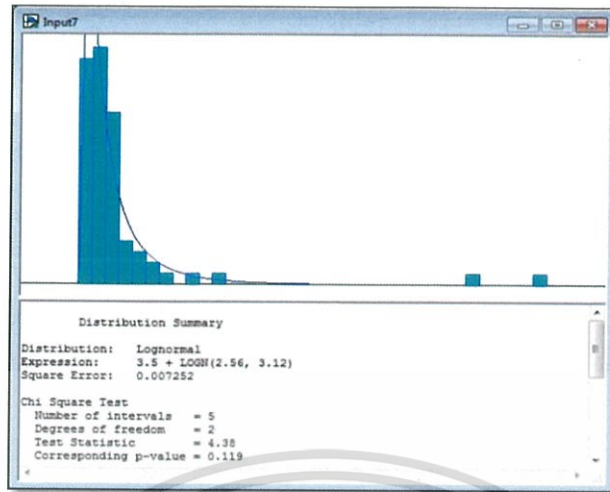 Input7
Distribution Summary
Distribution: Lognormal
Expression: 3.5 + LOGN(2.56, 3.12)
Square Error: 0.007252
Chi Square Test
Number of intervals = 5
Degrees of freedom = 2
Test Statistic = 4.38
Corresponding p-value = 0.119